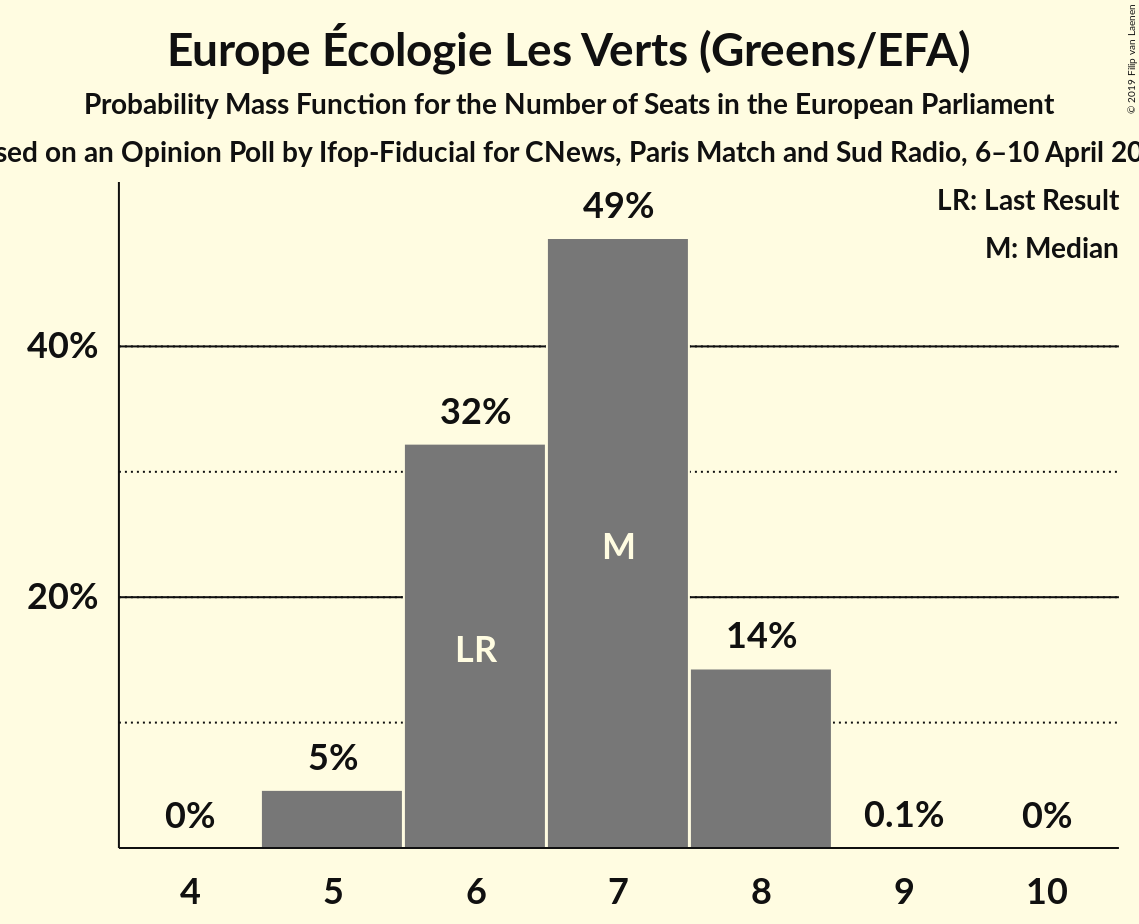 Europe Écologie Les Verts (Greens/EFA)
Probability Mass Function for the Number of Seats in the European Parliament
on an Opinion Poll by Ifop-Fiducial for CNews, Paris Match and Sud Radio, 6–10 April
© 2019 Filip van Laenen
LR: Last Result
M: Median
49%
40%
32%
M
20%
14%
LR
5%
0%
0.1%
0%
4 5 6 7 8 9 10